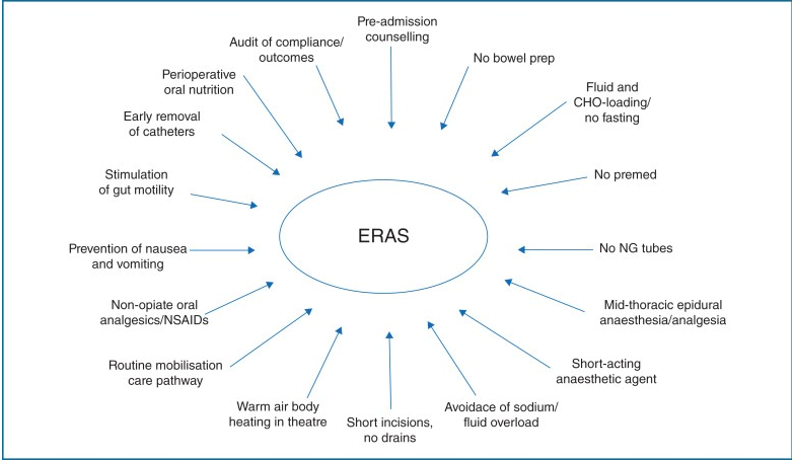 Pre-admission
counselling
No bowel prep
Fluid and
CHO-loading/
no fasting
No premed
No NG tubes
Mid-thoracic epidural
anaesthesia/analgesia
Short-acting
anaesthetic agent
Avoidace of sodium/
fluid overload
Short incisions,
no drains
Warm air body
heating in theatre
Routine mobilisation
care pathway
Non-opiate oral
analgesics/NSAIDs
Prevention of nausea
and vomiting
Stimulation
of gut motility
Early removal
of catheters
Perioperative
oral nutrition
Audit of compliance/
outcomes
ERAS